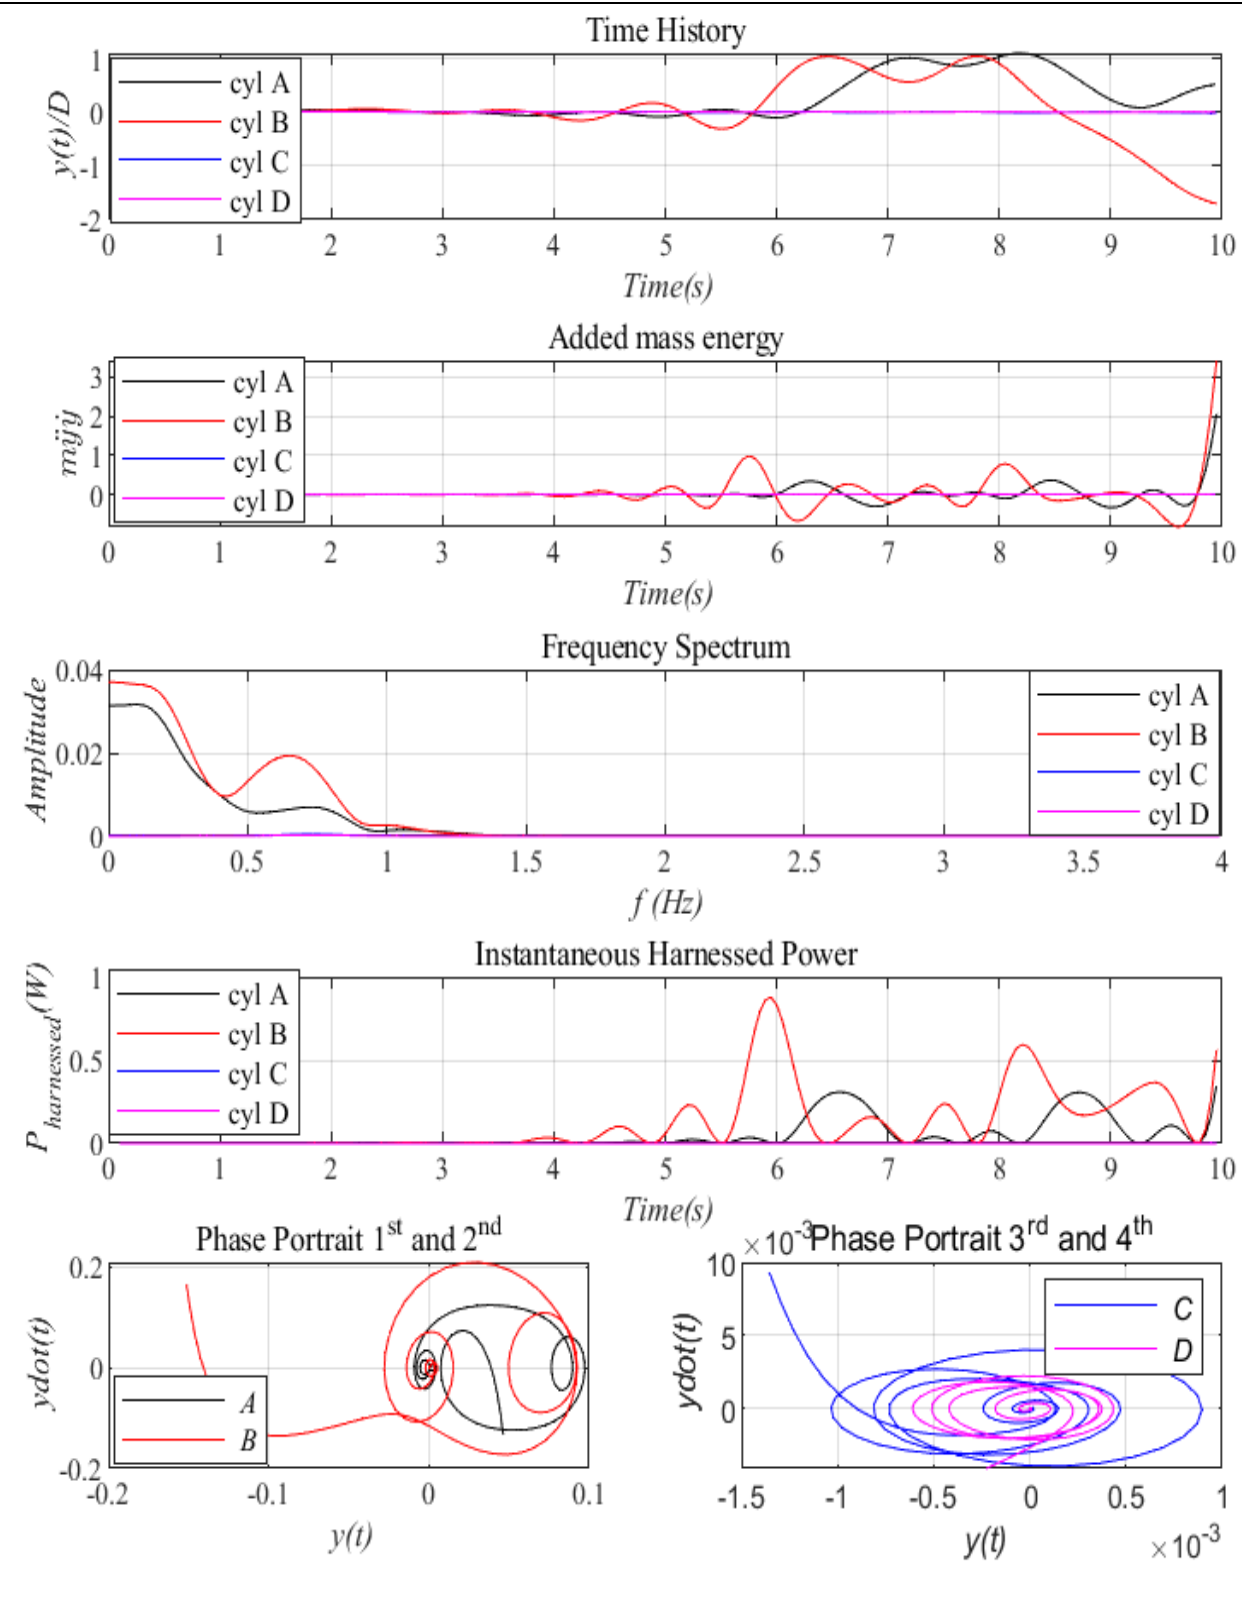 Time History
y(t)/D
1
0
-1
-2
cyl A
cyl B
cyl C
cyl D
0 1 2 3 4 5 6 7 8 9 10
Time(s)
Added mass energy
mÿẏ
3
2
1
0
cyl A
cyl B
cyl C
cyl D
0 1 2 3 4 5 6 7 8 9 10
Time(s)
Frequency Spectrum
Amplitude
0.04
0.02
0
cyl A
cyl B
cyl C
cyl D
0 0.5 1 1.5 2 2.5 3 3.5 4
f (Hz)
Instantaneous Harnessed Power
P harnessed (W)
1
0.5
0
cyl A
cyl B
cyl C
cyl D
0 1 2 3 4 5 6 7 8 9 10
Time(s)
Phase Portrait 1st and 2nd
ydot(t)
0.2
0
-0.2
A
B
-0.2 -0.1 0 0.1
y(t)
×10-3
Phase Portrait 3rd and 4th
ydot(t)
10
5
0
C
D
-1.5 -1 -0.5 0 0.5 1
y(t)
×10-3